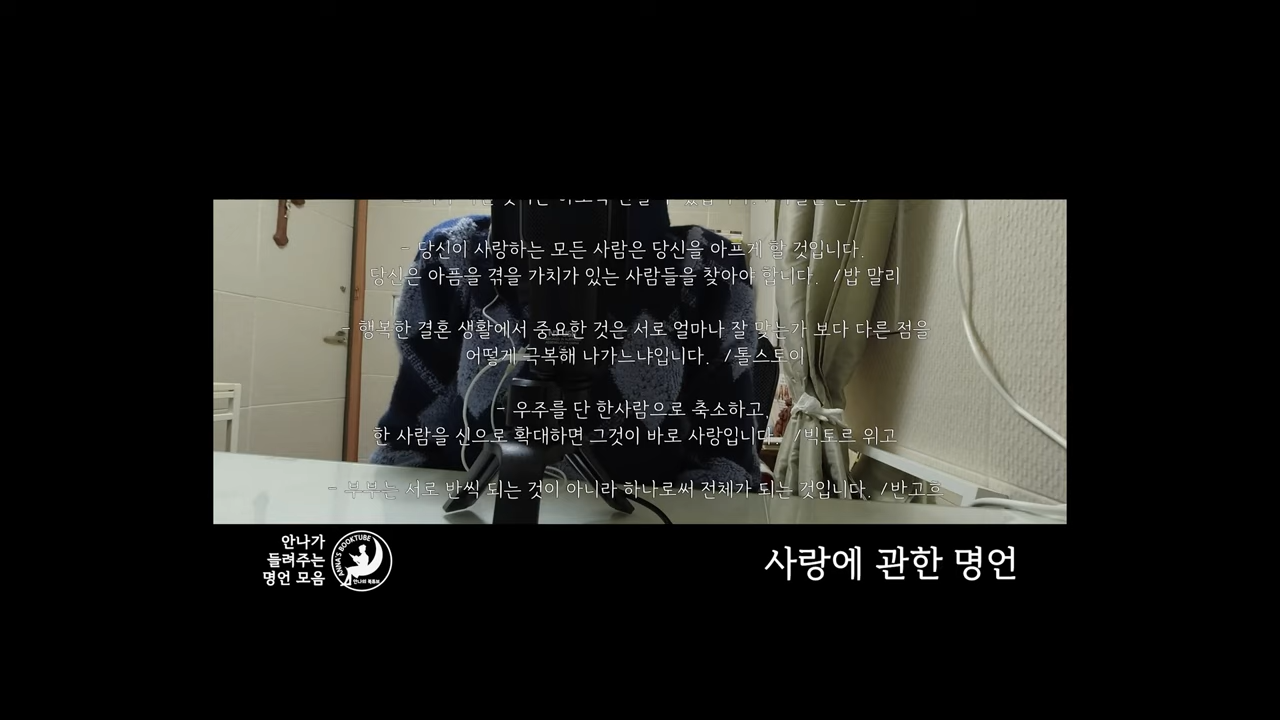 - 당신이 사랑하는 모든 사람은 당신을 아프게 할 것입니다.
당신은 아픔을 겪을 가치가 있는 사람들을 찾아야 합니다. /밥 말리
- 행복한 결혼 생활에서 중요한 것은 서로 얼마나 잘 맞는가 보다 다른 점을
어떻게 극복해 나가느냐입니다. /톨스토이
- 우주를 단 한사람으로 축소하고,
한 사람을 신으로 확대하면 그것이 바로 사랑입니다. /빅토르 위고
- 부부는 서로 반씩 되는 것이 아니라 하나로써 전체가 되는 것입니다. /반고흐
안나가
들려주는
명언 모음
ANNA'S BOOKTUBE
사랑에 관한 명언